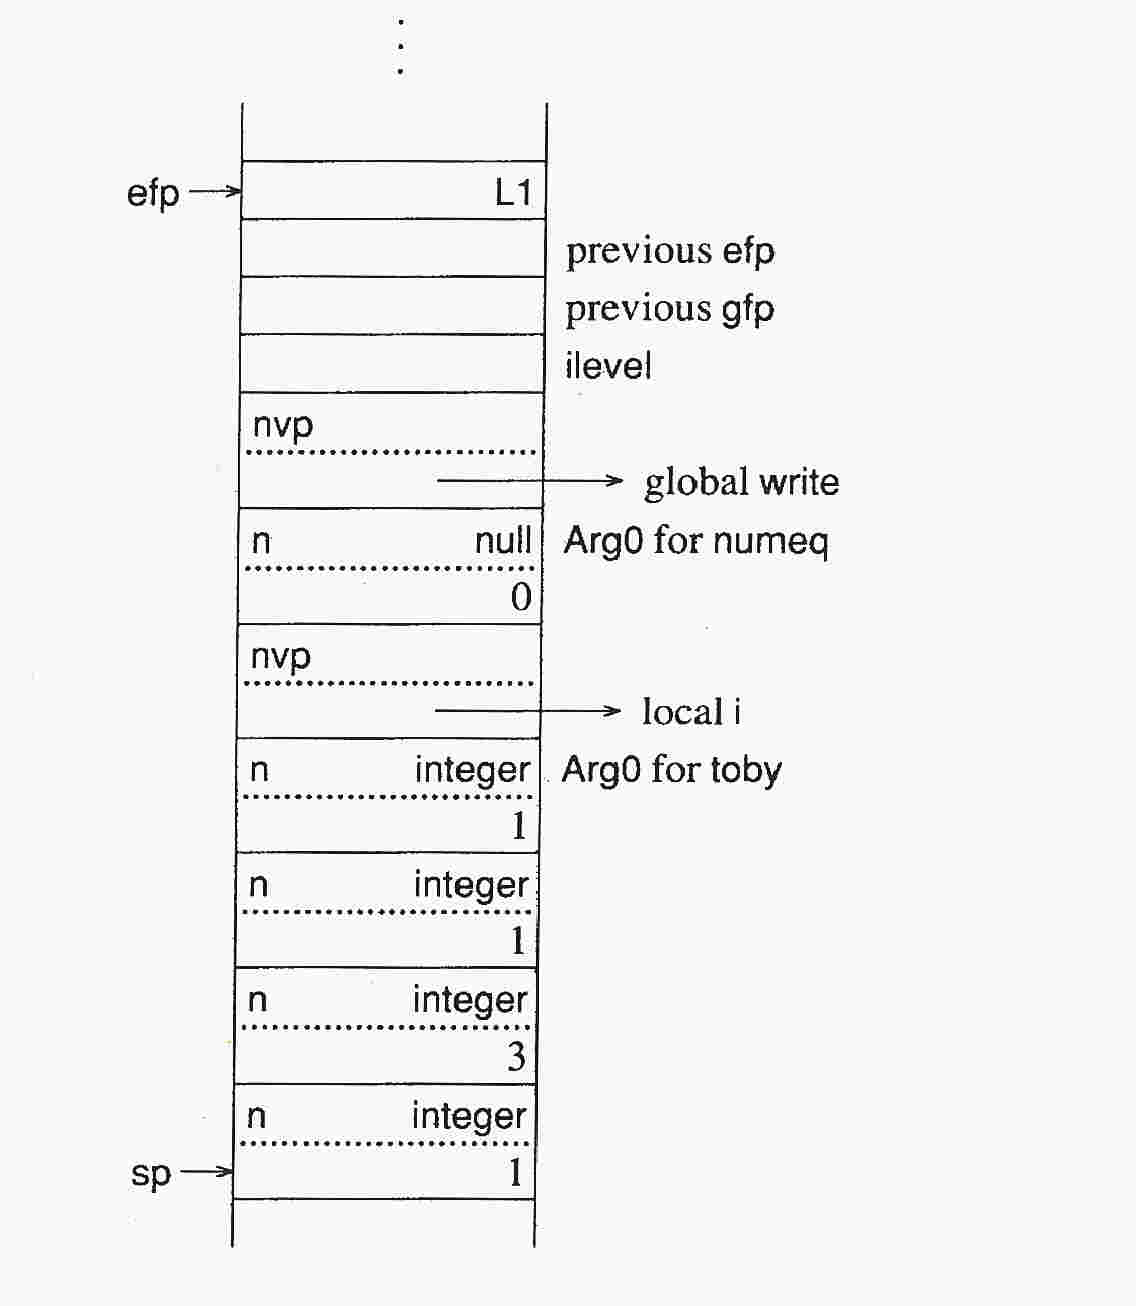 efp L1
previous efp
previous gfp
ilevel
nvp
global write
n null Arg0 for numeq
0
nvp
local i
n integer Arg0 for toby
1
n integer
1
n integer
3
n integer
sp 1